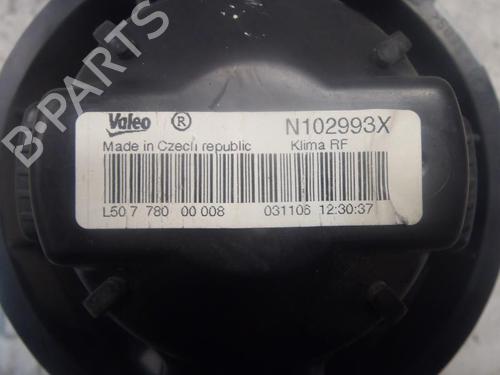 Valeo ® N102993X
Made in Czech republic Klima RF
L50 7 780 00 008 031106 12:30:37
B-PARTS